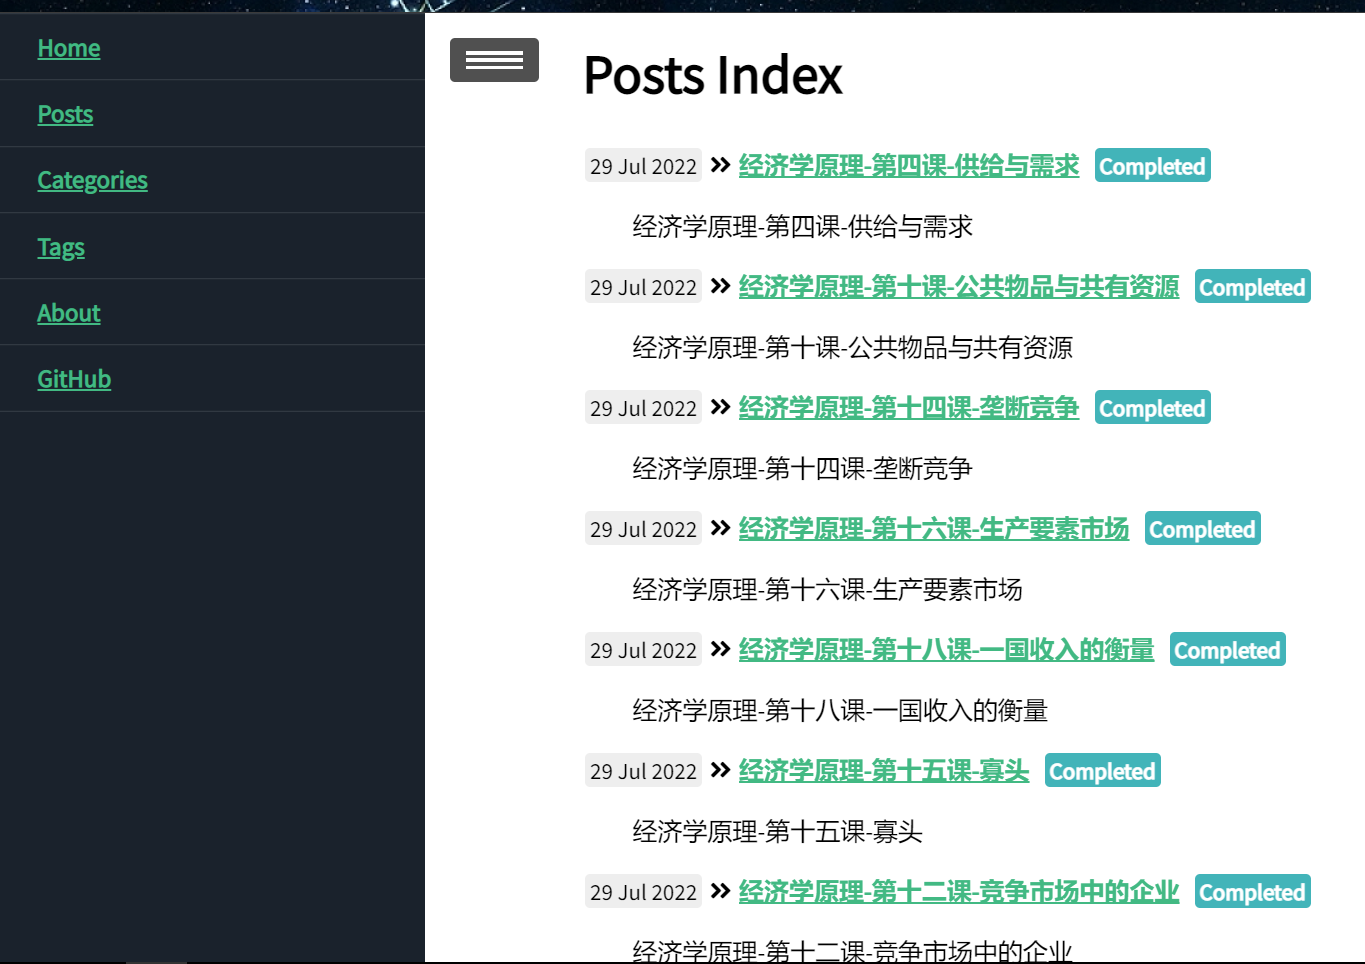 Home
Posts
Categories
Tags
About
GitHub
Posts Index
29 Jul 2022 » 经济学原理-第四课-供给与需求 Completed
经济学原理-第四课-供给与需求
29 Jul 2022 » 经济学原理-第十课-公共物品与共有资源 Completed
经济学原理-第十课-公共物品与共有资源
29 Jul 2022 » 经济学原理-第十四课-垄断竞争 Completed
经济学原理-第十四课-垄断竞争
29 Jul 2022 » 经济学原理-第十六课-生产要素市场 Completed
经济学原理-第十六课-生产要素市场
29 Jul 2022 » 经济学原理-第十八课-一国收入的衡量 Completed
经济学原理-第十八课-一国收入的衡量
29 Jul 2022 » 经济学原理-第十五课-寡头 Completed
经济学原理-第十五课-寡头
29 Jul 2022 » 经济学原理-第十二课-竞争市场中的企业 Completed
经济学原理-第十二课-竞争市场中的企业